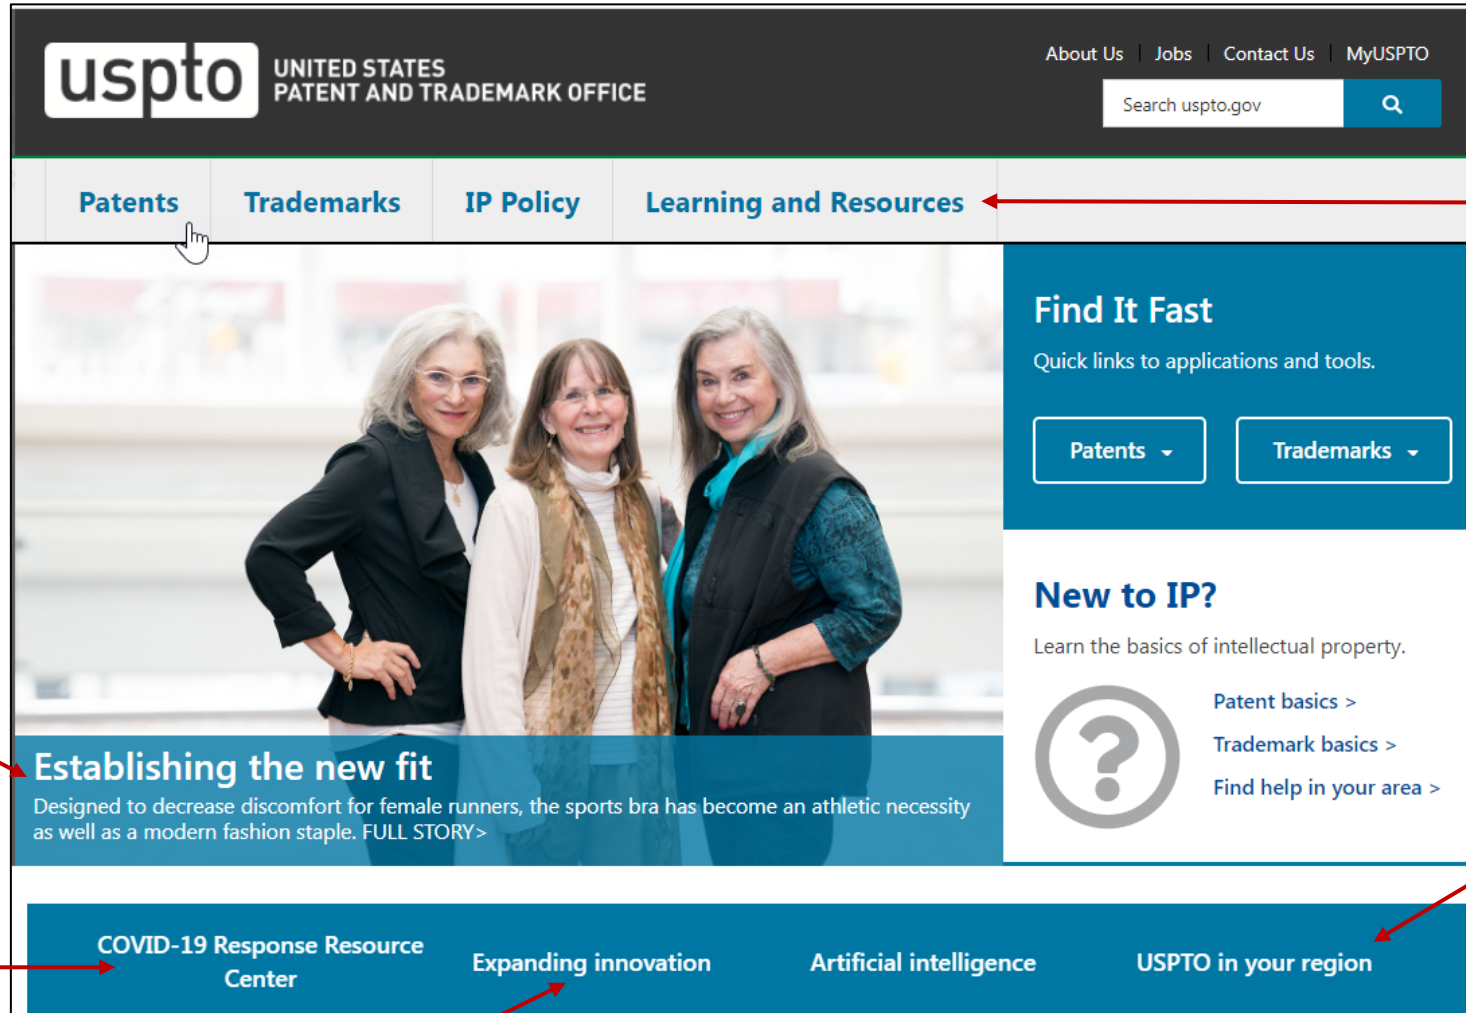 uspto
UNITED STATES
PATENT AND TRADEMARK OFFICE
About Us | Jobs | Contact Us | MyUSPTO
Search uspto.gov
Patents
Trademarks
IP Policy
Learning and Resources
Find It Fast
Quick links to applications and tools.
Patents
Trademarks
New to IP?
Learn the basics of intellectual property.
Patent basics >
Trademark basics >
Find help in your area >
Establishing the new fit
Designed to decrease discomfort for female runners, the sports bra has become an athletic necessity
as well as a modern fashion staple. FULL STORY>
COVID-19 Response Resource
Center
Expanding innovation
Artificial intelligence
USPTO in your region